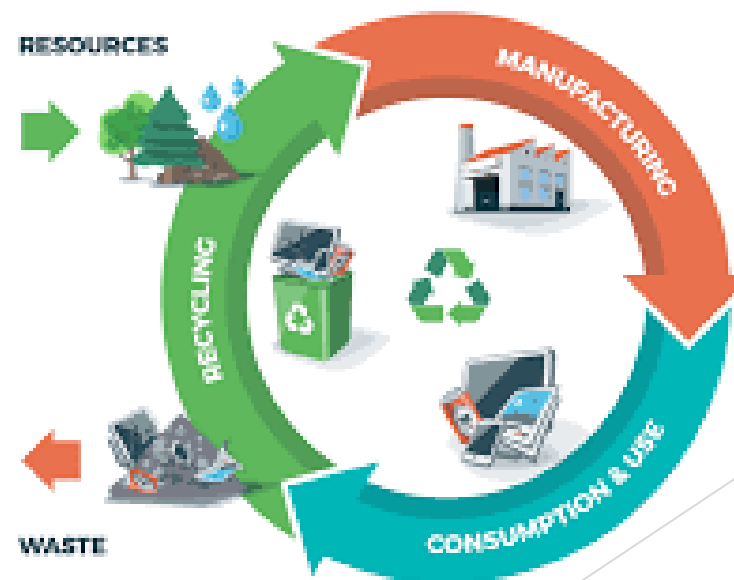 RESOURCES
MANUFACTURING
RECYCLING
CONSUMPTION & USE
WASTE